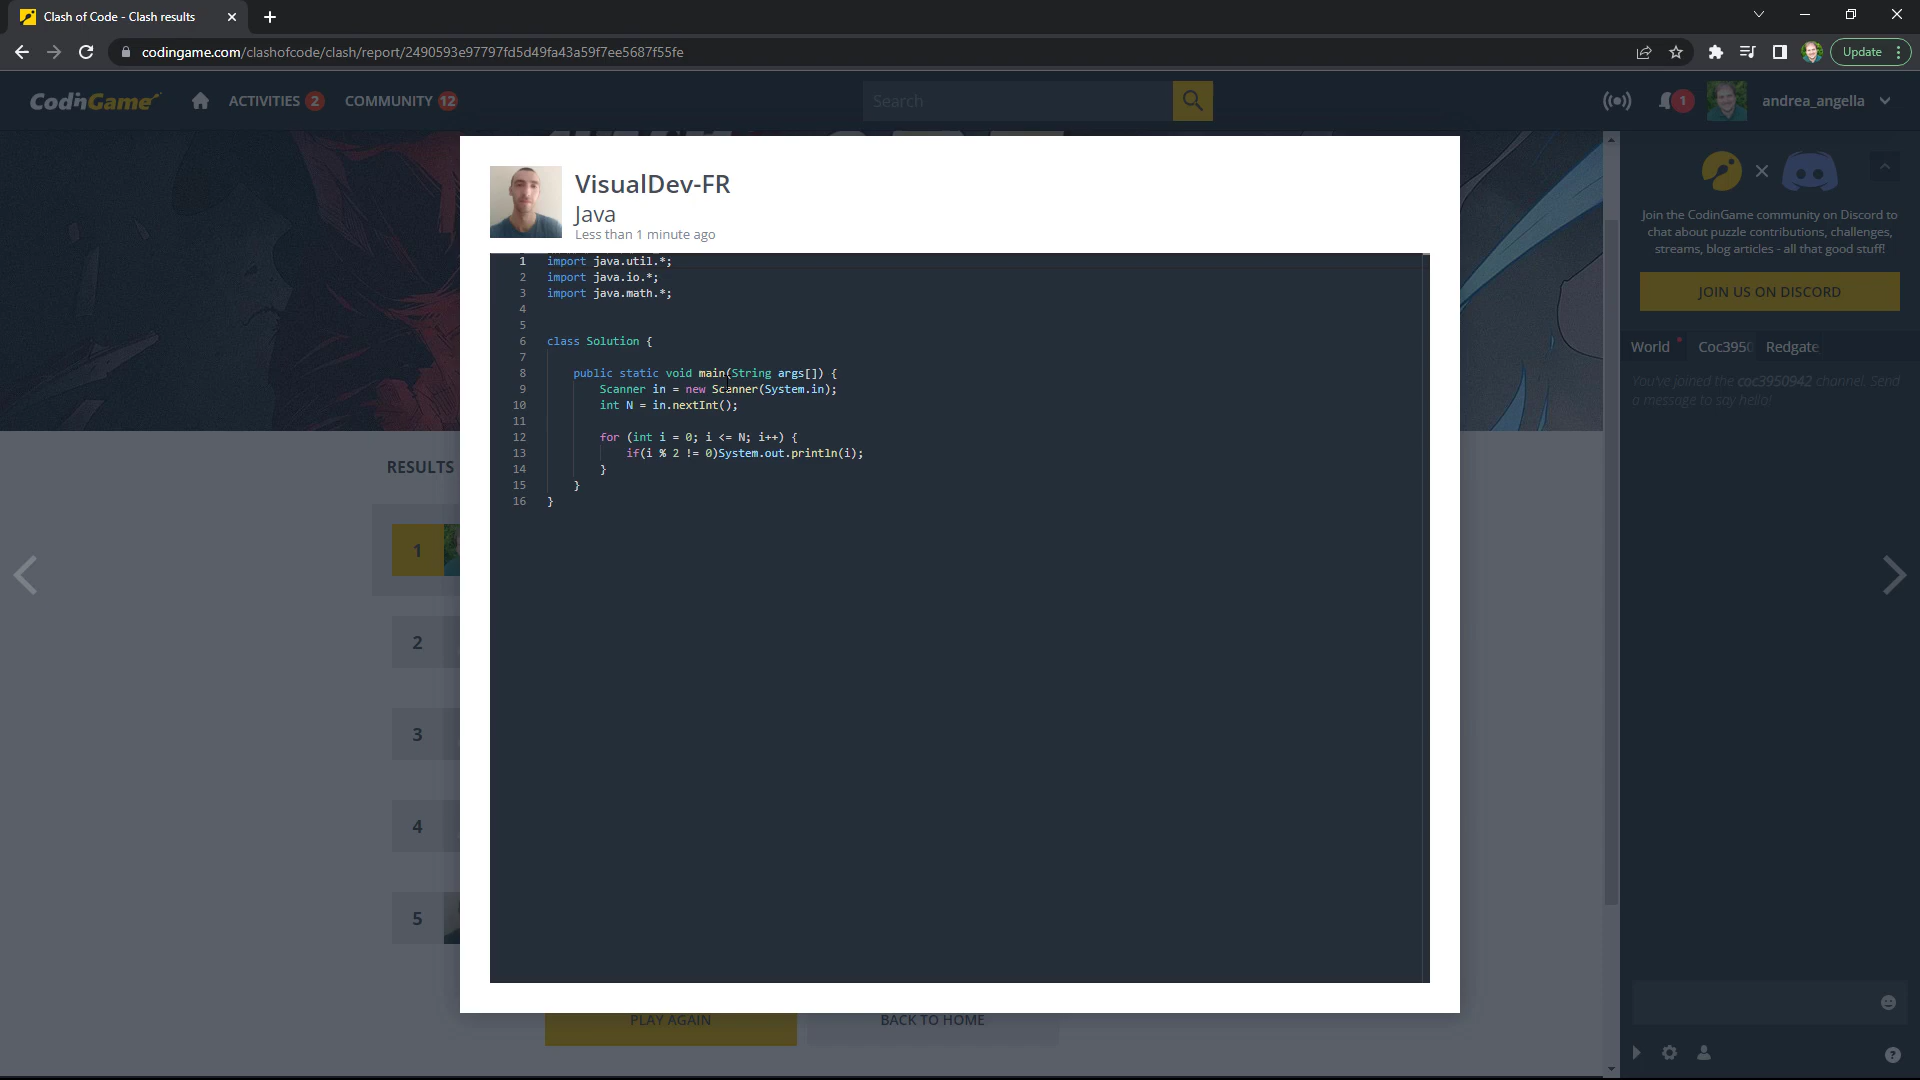 Clash of Code - Clash results
codingame.com/clashofcode/clash/report/2490593e97797fd5d49fa43a59f7ee5687f55fe
Update
CodinGame
ACTIVITIES 2
COMMUNITY 12
Search
1
andrea_angella
VisualDev-FR
Java
Less than 1 minute ago
1 import java.util.*;
2 import java.io.*;
3 import java.math.*;
4
5
6 class Solution {
7
8 public static void main(String args[]) {
9 Scanner in = new Scanner(System.in);
10 int N = in.nextInt();
11
12 for (int i = 0; i <= N; i++) {
13 if(i % 2 != 0)System.out.println(i);
14 }
15 }
16 }
RESULTS
1
2
3
4
5
PLAY AGAIN
BACK TO HOME
Join the CodinGame community on Discord to
chat about puzzle contributions, challenges,
streams, blog articles - all that good stuff!
JOIN US ON DISCORD
World
Coc3950
Redgate
You've joined the coc3950942 channel. Send
a message to say hello!